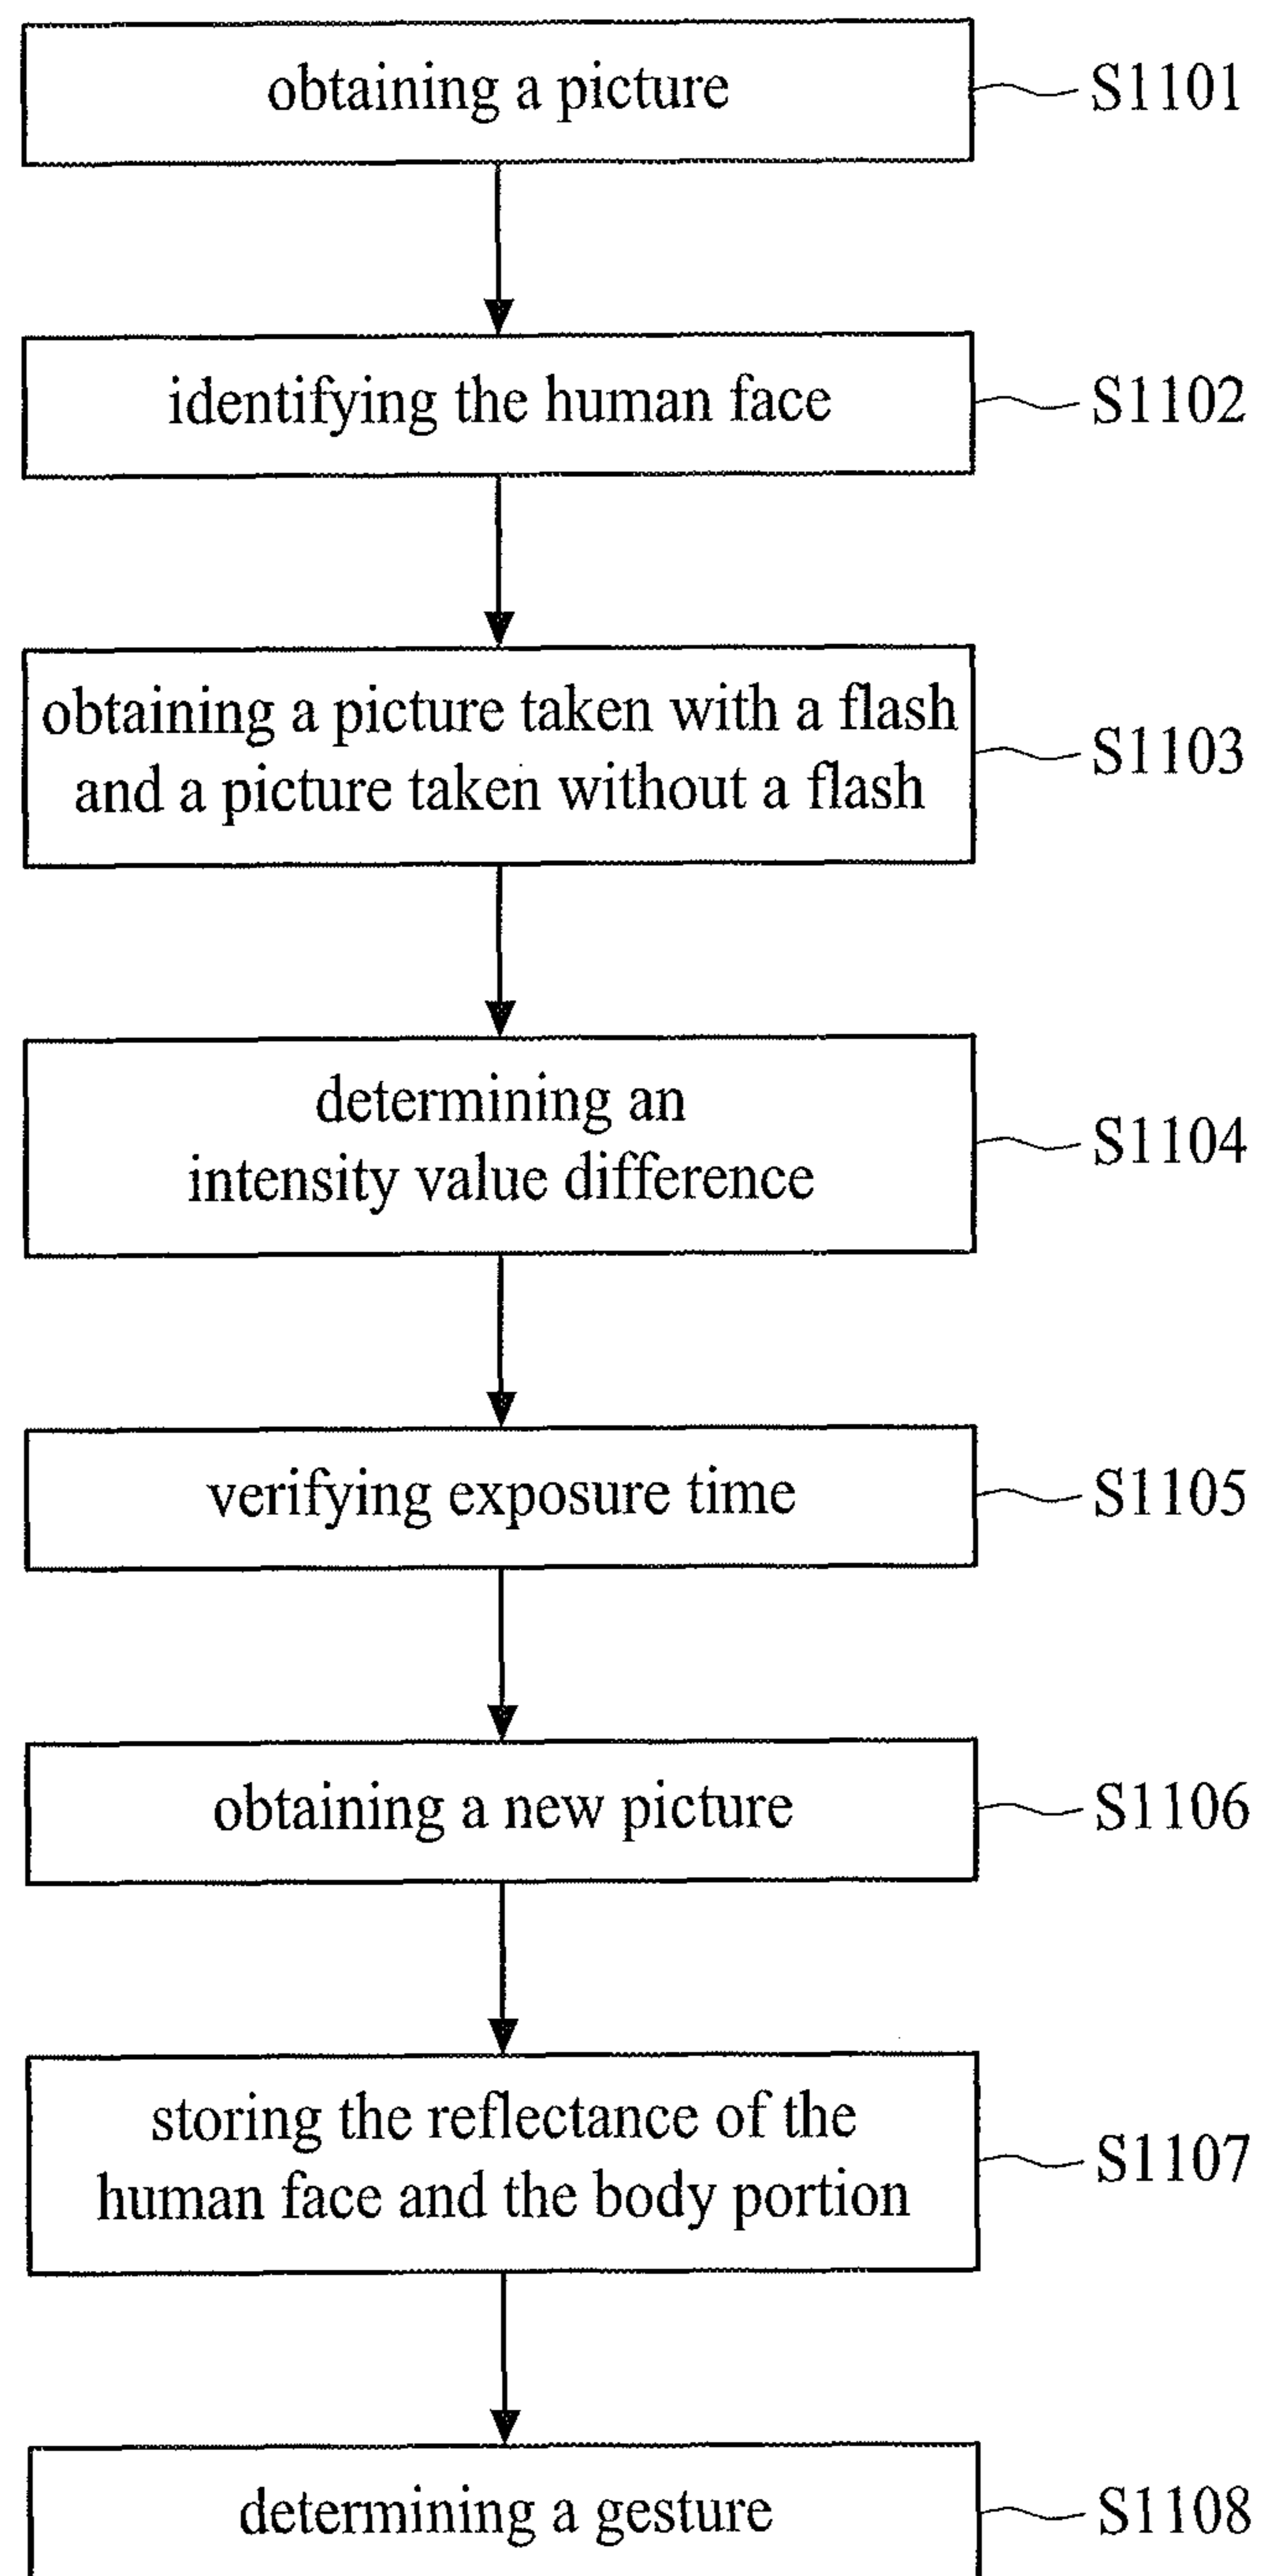 obtaining a picture
S1101
identifying the human face
S1102
obtaining a picture taken with a flash
and a picture taken without a flash
S1103
determining an
intensity value difference
S1104
verifying exposure time
S1105
obtaining a new picture
S1106
storing the reflectance of the
human face and the body portion
S1107
determining a gesture
S1108